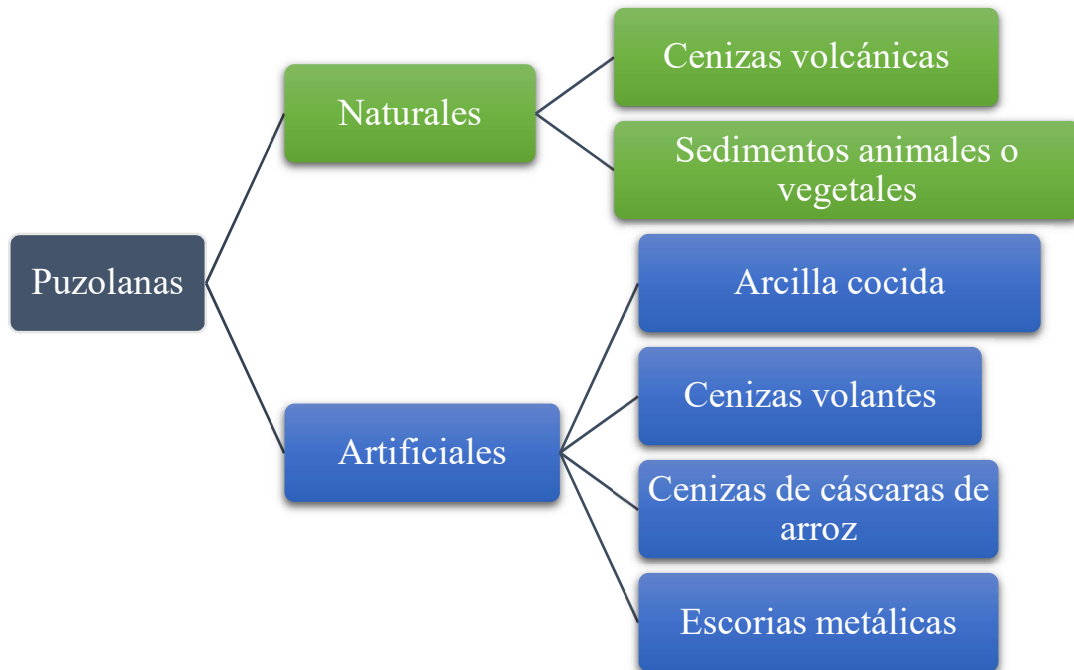 Puzolanas
Naturales
Cenizas volcánicas
Sedimentos animales o
vegetales
Artificiales
Arcilla cocida
Cenizas volantes
Cenizas de cáscaras de
arroz
Escorias metálicas